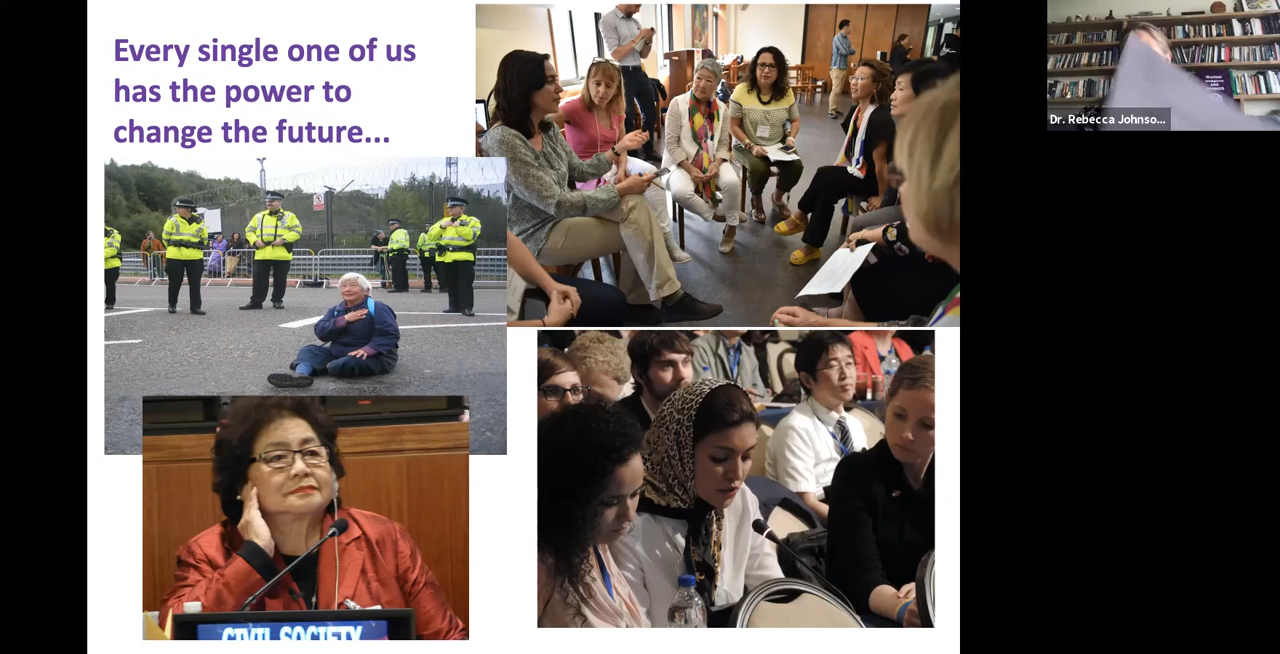 Every single one of us
has the power to
change the future...
Dr. Rebecca Johnso...
CIVIL SOCIETY